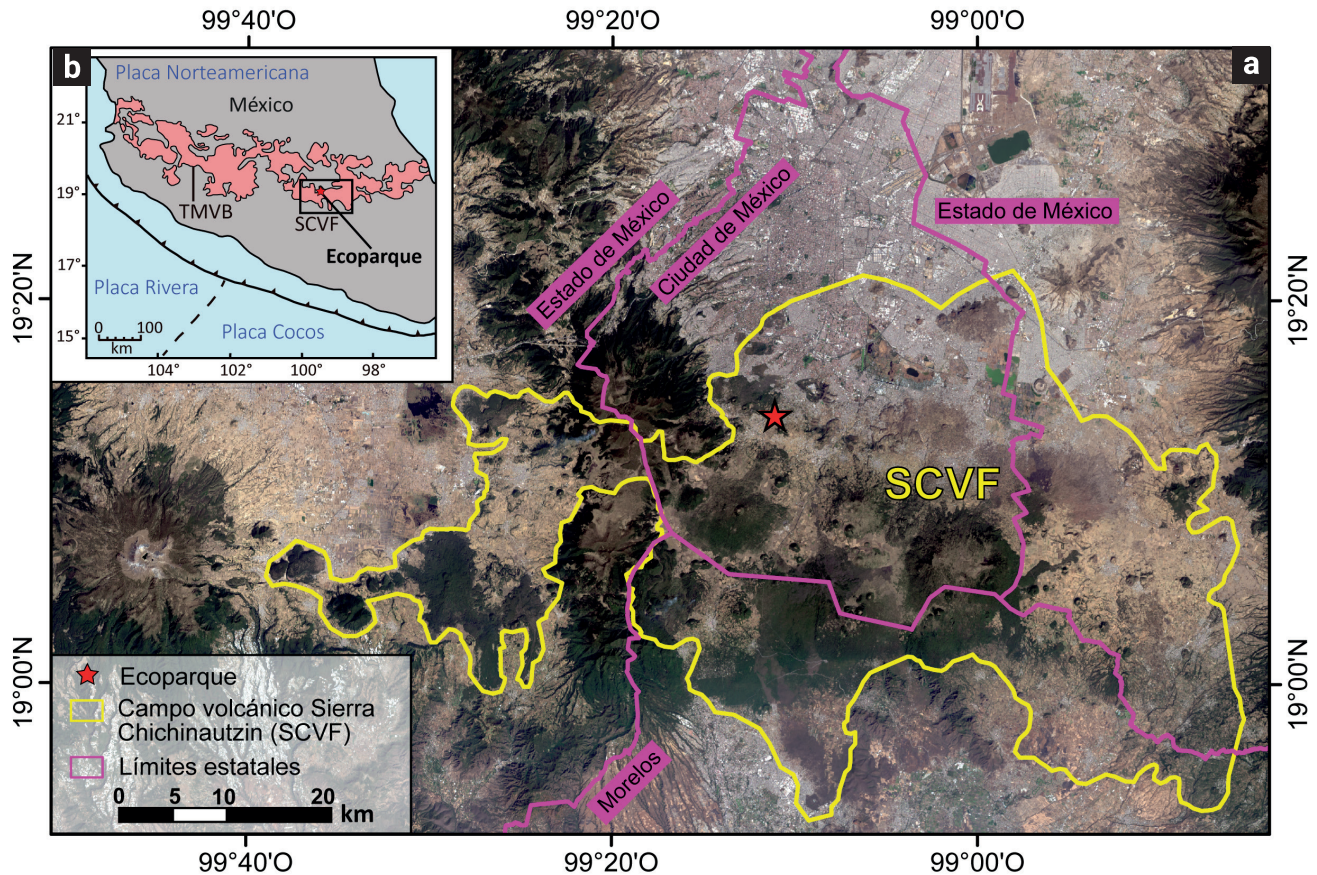 99°40'O
99°20'O
99°00'O
b
a
Placa Norteamericana
México
21°
19°
17°
15°
TMVB
SCVF
Ecoparque
Placa Rivera
Placa Cocos
0
100
km
104°
102°
100°
98°
Estado de México
Ciudad de México
Estado de México
19°20'N
19°20'N
SCVF
19°00'N
19°00'N
Ecoparque
Campo volcánico Sierra
Chichinautzin (SCVF)
Límites estatales
0
5
10
20
km
Morelos
99°40'O
99°20'O
99°00'O